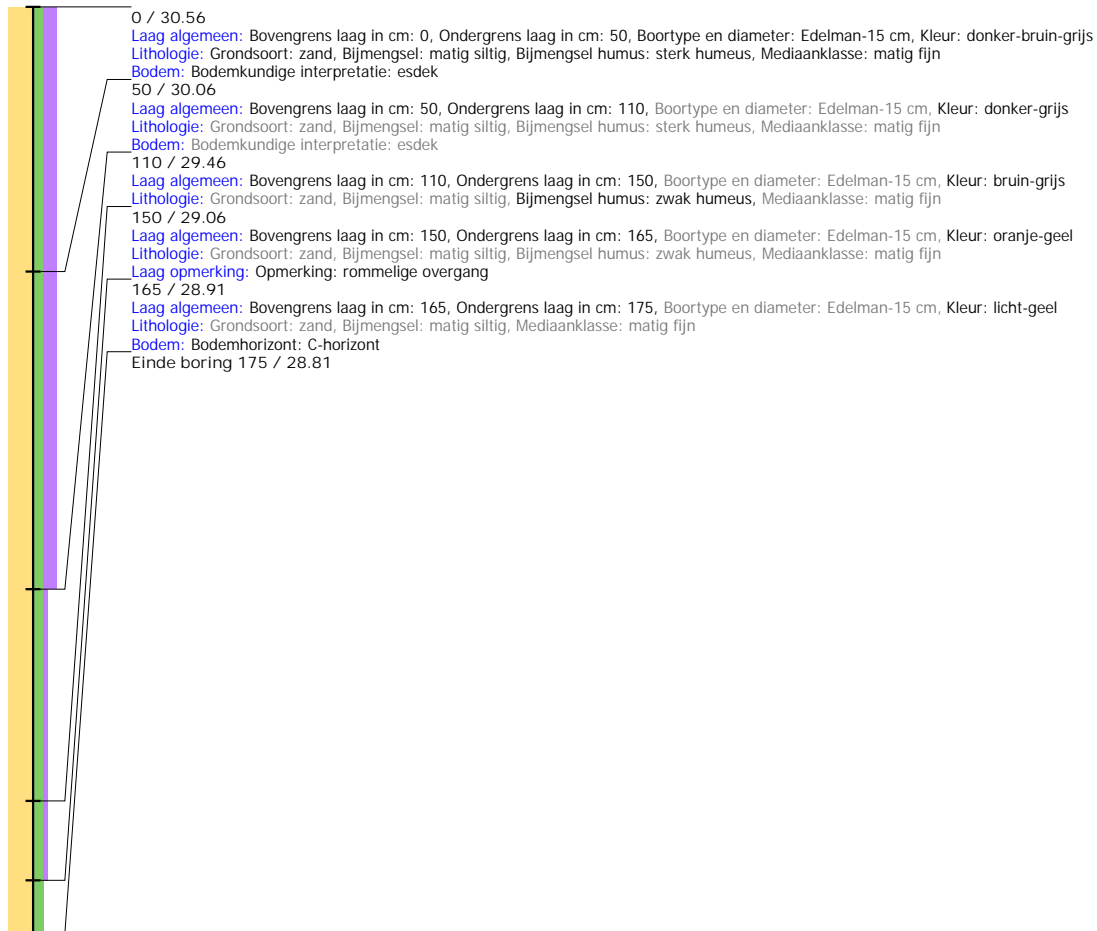 0 / 30.56
Laag algemeen: Bovengrens laag in cm: 0, Ondergrens laag in cm: 50, Boortype en diameter: Edelman-15 cm, Kleur: donker-bruin-grijs
Lithologie: Grondsoort: zand, Bijmengsel: matig siltig, Bijmengsel humus: sterk humeus, Mediaanklasse: matig fijn
Bodem: Bodemkundige interpretatie: esdek
50 / 30.06
Laag algemeen: Bovengrens laag in cm: 50, Ondergrens laag in cm: 110, Boortype en diameter: Edelman-15 cm, Kleur: donker-grijs
Lithologie: Grondsoort: zand, Bijmengsel: matig siltig, Bijmengsel humus: sterk humeus, Mediaanklasse: matig fijn
Bodem: Bodemkundige interpretatie: esdek
110 / 29.46
Laag algemeen: Bovengrens laag in cm: 110, Ondergrens laag in cm: 150, Boortype en diameter: Edelman-15 cm, Kleur: bruin-grijs
Lithologie: Grondsoort: zand, Bijmengsel: matig siltig, Bijmengsel humus: zwak humeus, Mediaanklasse: matig fijn
150 / 29.06
Laag algemeen: Bovengrens laag in cm: 150, Ondergrens laag in cm: 165, Boortype en diameter: Edelman-15 cm, Kleur: oranje-geel
Lithologie: Grondsoort: zand, Bijmengsel: matig siltig, Bijmengsel humus: zwak humeus, Mediaanklasse: matig fijn
Laag opmerking: Opmerking: rommelige overgang
165 / 28.91
Laag algemeen: Bovengrens laag in cm: 165, Ondergrens laag in cm: 175, Boortype en diameter: Edelman-15 cm, Kleur: licht-geel
Lithologie: Grondsoort: zand, Bijmengsel: matig siltig, Mediaanklasse: matig fijn
Bodem: Bodemhorizont: C-horizont
Einde boring 175 / 28.81